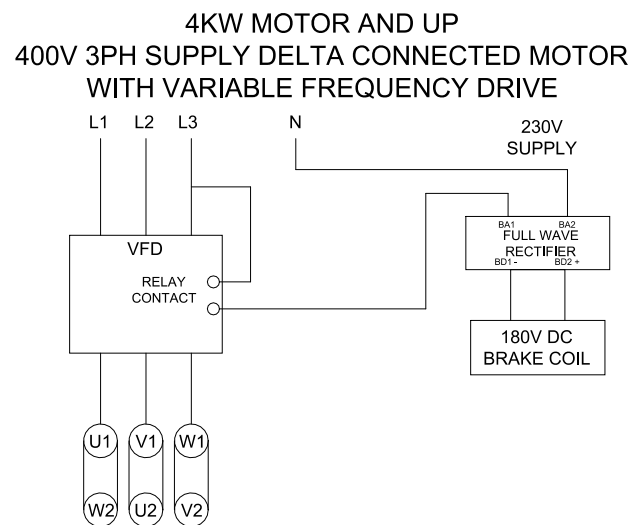 4KW MOTOR AND UP
400V 3PH SUPPLY DELTA CONNECTED MOTOR
WITH VARIABLE FREQUENCY DRIVE
L1 L2 L3 N
230V
SUPPLY
BA1 BA2
FULL WAVE
RECTIFIER
BD1 - BD2 +
VFD
RELAY
CONTACT
180V DC
BRAKE COIL
U1 V1 W1
W2 U2 V2